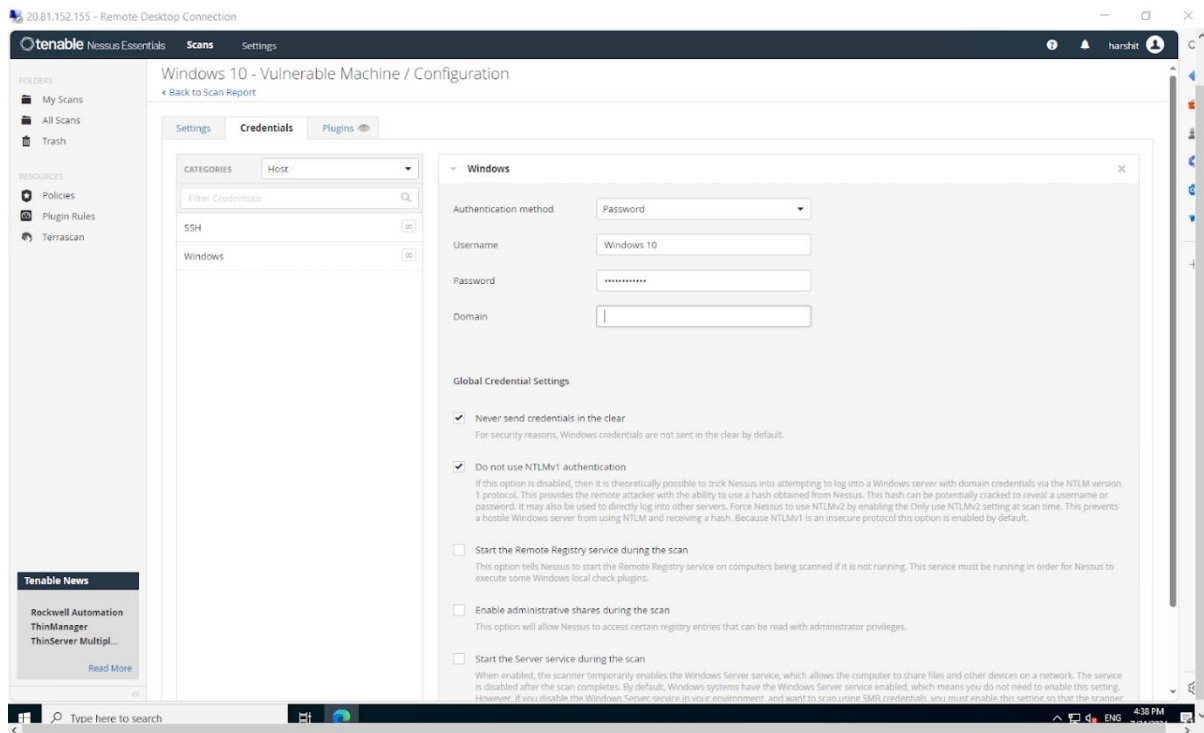 20.81.152.155 - Remote Desktop Connection
tenable Nessus Essentials Scans Settings harshit
FOLDERS
My Scans
All Scans
Trash
RESOURCES
Policies
Plugin Rules
Terrascan
Tenable News
Rockwell Automation
ThinManager
ThinServer Multipl...
Read More
Windows 10 - Vulnerable Machine / Configuration
< Back to Scan Report
Settings Credentials Plugins
CATEGORIES Host
Filter Credentials
SSH
Windows
Windows
Authentication method Password
Username Windows 10
Password ••••••••••••
Domain
Global Credential Settings
Never send credentials in the clear
For security reasons, Windows credentials are not sent in the clear by default.
Do not use NTLMv1 authentication
If this option is disabled, then it is theoretically possible to trick Nessus into attempting to log into a Windows server with domain credentials via the NTLM version
1 protocol. This provides the remote attacker with the ability to use a hash obtained from Nessus. This hash can be potentially cracked to reveal a username or
password. It may also be used to directly log into other servers. Force Nessus to use NTLMv2 by enabling the Only use NTLMv2 setting at scan time. This prevents
a hostile Windows server from using NTLM and receiving a hash. Because NTLMv1 is an insecure protocol this option is enabled by default.
Start the Remote Registry service during the scan
This option tells Nessus to start the Remote Registry service on computers being scanned if it is not running. This service must be running in order for Nessus to
execute some Windows local check plugins.
Enable administrative shares during the scan
This option will allow Nessus to access certain registry entries that can be read with administrator privileges.
Start the Server service during the scan
When enabled, the scanner temporarily enables the Windows Server service, which allows the computer to share files and other devices on a network. The service
is disabled after the scan completes. By default, Windows systems have the Windows Server service enabled, which means you do not need to enable this setting.
However, if you disable the Windows Server service in your environment, and want to scan using SMB credentials, you must enable this setting so that the scanner
Type here to search
ENG 4:38 PM